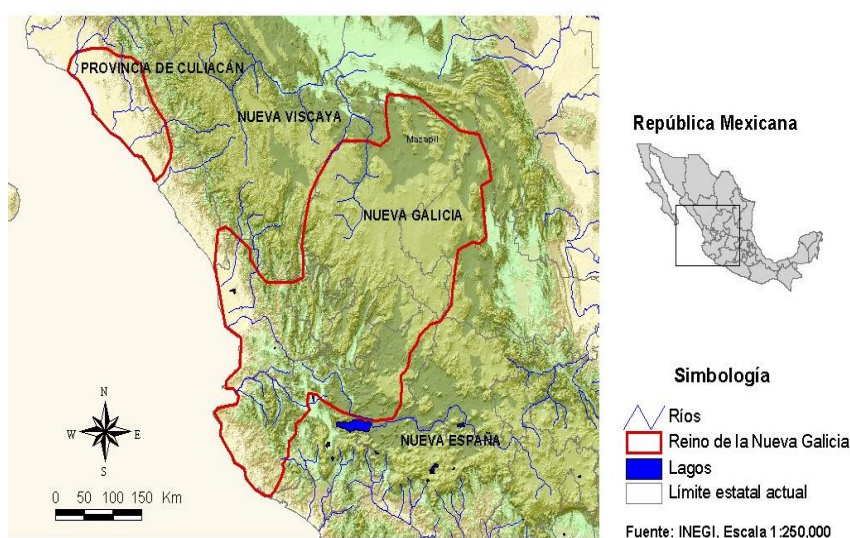 PROVINCIA DE CULIACÁN
NUEVA VISCAYA
Mazapil
NUEVA GALICIA
NUEVA ESPAÑA
N
W E
S
0 50 100 150 Km
República Mexicana
Simbología
Ríos
Reino de la Nueva Galicia
Lagos
Límite estatal actual
Fuente: INEGI, Escala 1:250,000